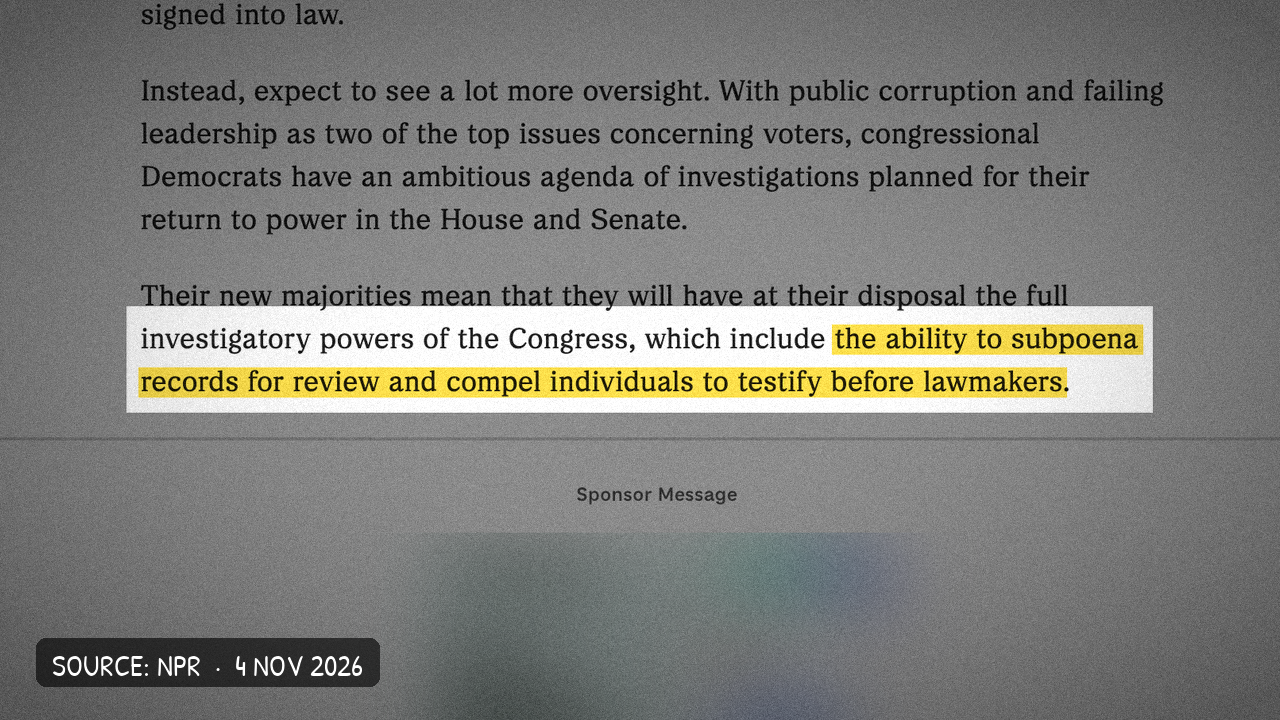 signed into law.
Instead, expect to see a lot more oversight. With public corruption and failing
leadership as two of the top issues concerning voters, congressional
Democrats have an ambitious agenda of investigations planned for their
return to power in the House and Senate.
Their new majorities mean that they will have at their disposal the full
investigatory powers of the Congress, which include the ability to subpoena
records for review and compel individuals to testify before lawmakers.
Sponsor Message
SOURCE: NPR · 4 NOV 2026